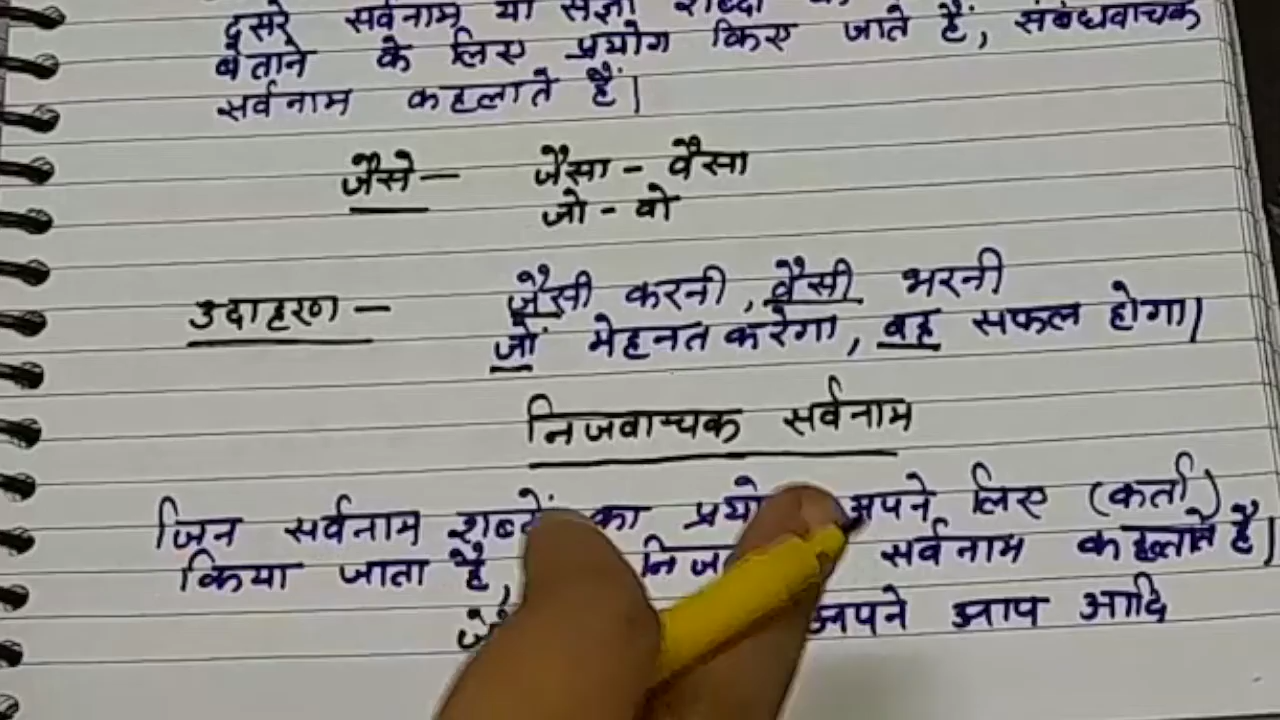 दुसरे सर्वनाम या संज्ञा शब्दों
बताने के लिए प्रयोग किए जाते हैं, संबंधवाचक
सर्वनाम कहलाते हैं।
जैसे — जैसा - वैसा
जो - वो
उदाहरण — जैसी करनी, वैसी भरनी
जो मेहनत करेगा, वह सफल होगा।
निजवाचक सर्वनाम
जिन सर्वनाम शब्दों का अपने लिए (कर्ता)
किया जाता है, सर्वनाम कहलाते है।
अपने आप आदि